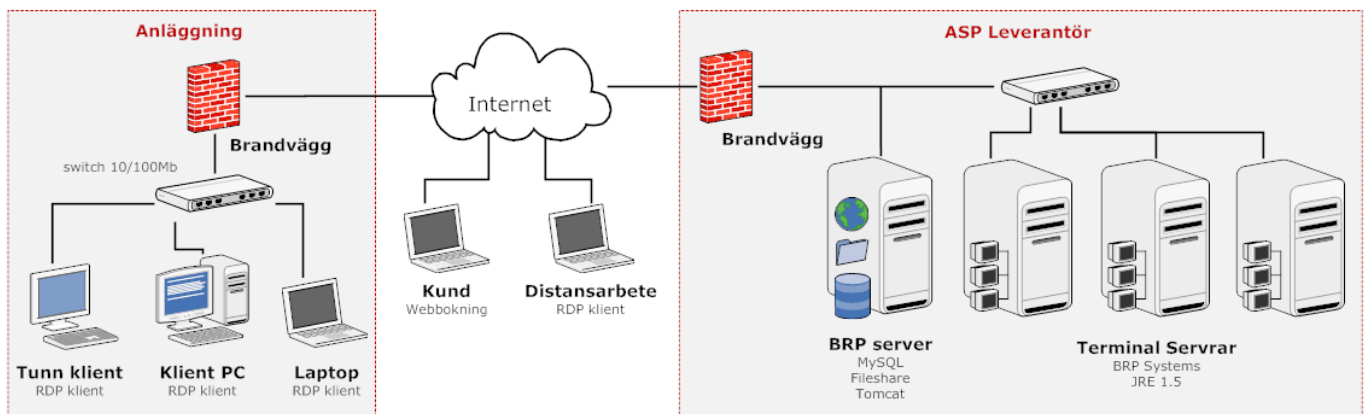 Anläggning
Brandvägg
switch 10/100Mb
Tunn klient
RDP klient
Klient PC
RDP klient
Laptop
RDP klient
Internet
Kund
Webbokning
Distansarbete
RDP klient
ASP Leverantör
Brandvägg
BRP server
MySQL
Fileshare
Tomcat
Terminal Servrar
BRP Systems
JRE 1.5